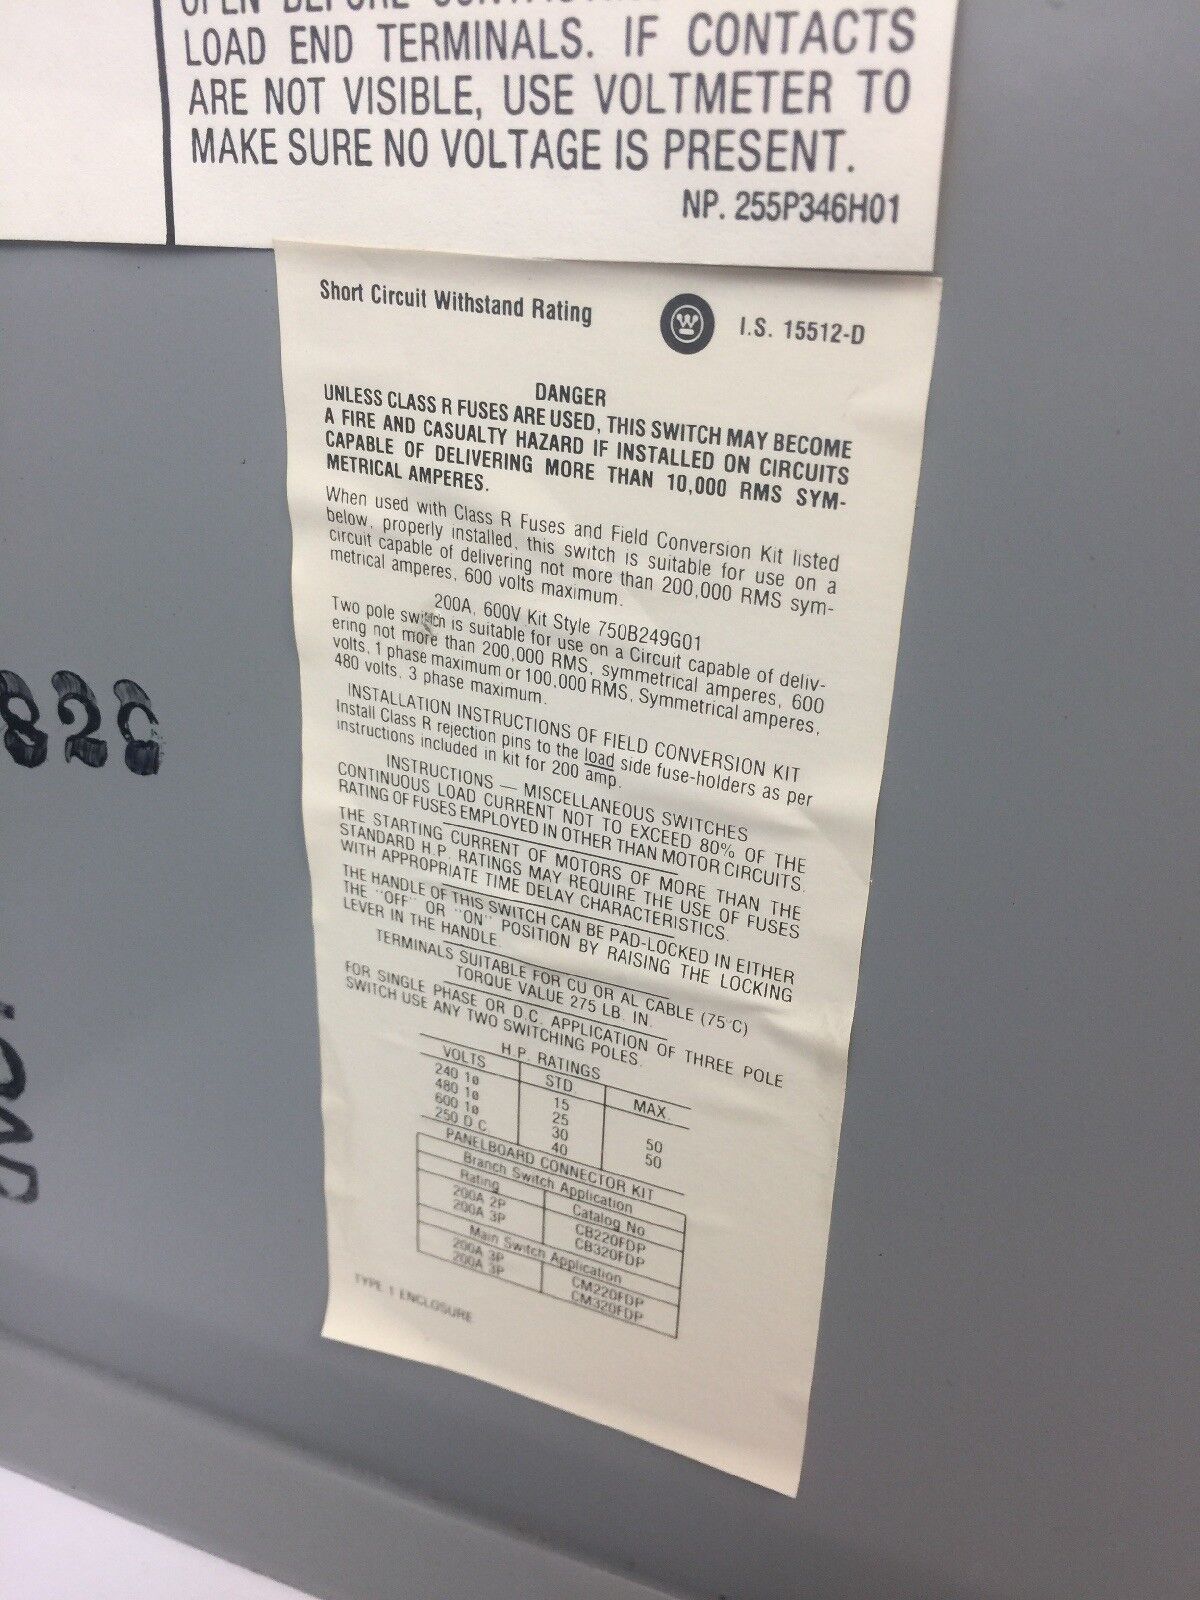 LOAD END TERMINALS. IF CONTACTS
ARE NOT VISIBLE, USE VOLTMETER TO
MAKE SURE NO VOLTAGE IS PRESENT.
NP. 255P346H01
Short Circuit Withstand Rating
I.S. 15512-D
DANGER
UNLESS CLASS R FUSES ARE USED, THIS SWITCH MAY BECOME
A FIRE AND CASUALTY HAZARD IF INSTALLED ON CIRCUITS
CAPABLE OF DELIVERING MORE THAN 10,000 RMS SYM-
METRICAL AMPERES.
When used with Class R Fuses and Field Conversion Kit listed
below, properly installed, this switch is suitable for use on a
circuit capable of delivering not more than 200,000 RMS sym-
metrical amperes, 600 volts maximum.
200A, 600V Kit Style 750B249G01
Two pole switch is suitable for use on a Circuit capable of deliv-
ering not more than 200,000 RMS, symmetrical amperes, 600
volts, 1 phase maximum or 100,000 RMS, Symmetrical amperes,
480 volts, 3 phase maximum.
INSTALLATION INSTRUCTIONS OF FIELD CONVERSION KIT
Install Class R rejection pins to the load side fuse-holders as per
instructions included in kit for 200 amp.
INSTRUCTIONS — MISCELLANEOUS SWITCHES
CONTINUOUS LOAD CURRENT NOT TO EXCEED 80% OF THE
RATING OF FUSES EMPLOYED IN OTHER THAN MOTOR CIRCUITS.
THE STARTING CURRENT OF MOTORS OF MORE THAN THE
STANDARD H.P. RATINGS MAY REQUIRE THE USE OF FUSES
WITH APPROPRIATE TIME DELAY CHARACTERISTICS.
THE HANDLE OF THIS SWITCH CAN BE PAD-LOCKED IN EITHER
THE "OFF" OR "ON" POSITION BY RAISING THE LOCKING
LEVER IN THE HANDLE.
TERMINALS SUITABLE FOR CU OR AL CABLE (75°C)
TORQUE VALUE 275 LB. IN.
FOR SINGLE PHASE OR D.C. APPLICATION OF THREE POLE
SWITCH USE ANY TWO SWITCHING POLES.
H.P. RATINGS
VOLTS STD. MAX.
240 1ø 15
480 1ø 25
600 1ø 30 50
250 D.C. 40 50
PANELBOARD CONNECTOR KIT
Branch Switch Application
Rating Catalog No
200A 2P CB220FDP
200A 3P CB320FDP
Main Switch Application
200A 3P CM220FDP
200A 3P CM320FDP
TYPE 1 ENCLOSURE